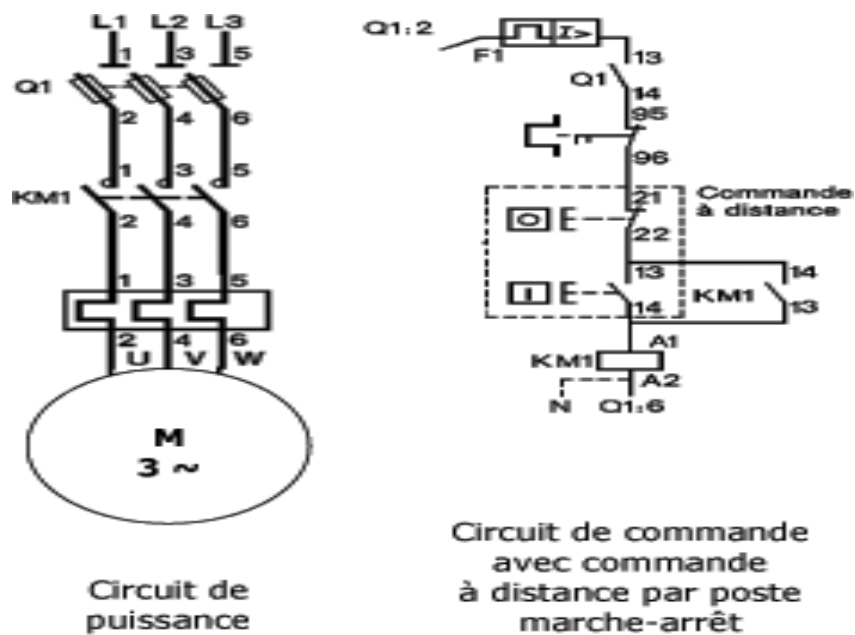 L1 L2 L3
1 3 5
Q1
2 4 6
1 3 5
KM1
2 4 6
1 3 5
2 4 6
U V W
M
3 ~
Circuit de
puissance
Q1:2
F1
I>
13
Q1
14
95
96
21
Commande
à distance
O
22
13
14
I
KM1
14
13
A1
KM1
A2
N Q1:6
Circuit de commande
avec commande
à distance par poste
marche-arrêt